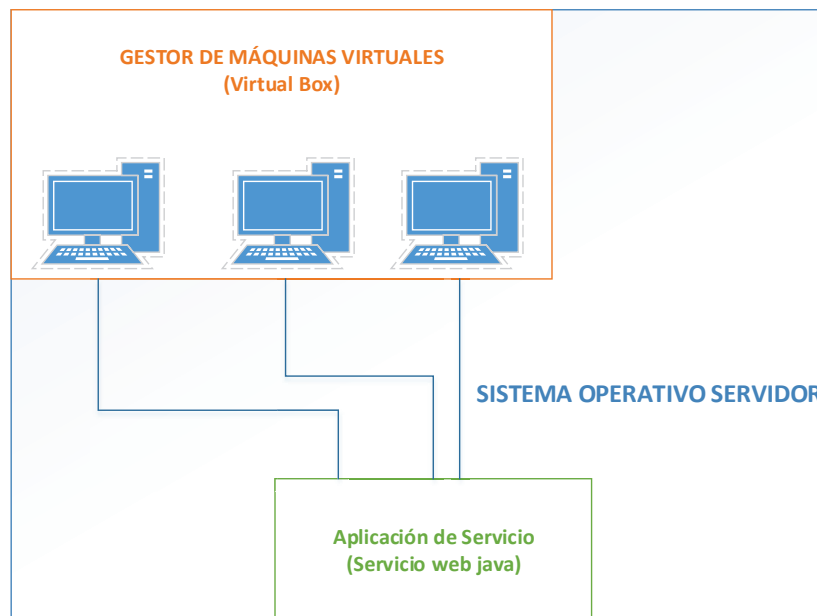 GESTOR DE MÁQUINAS VIRTUALES
(Virtual Box)
SISTEMA OPERATIVO SERVIDOR
Aplicación de Servicio
(Servicio web java)